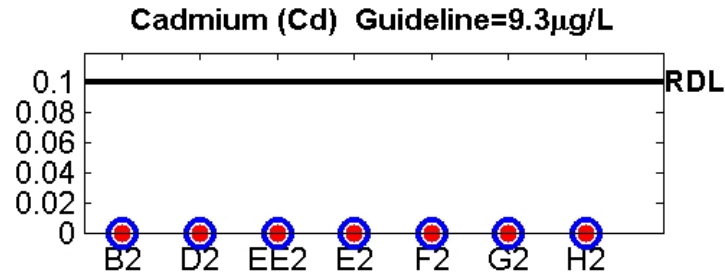 Cadmium (Cd) Guideline=9.3µg/L
0.1
RDL
0.08
0.06
0.04
0.02
0
B2 D2 EE2 E2 F2 G2 H2